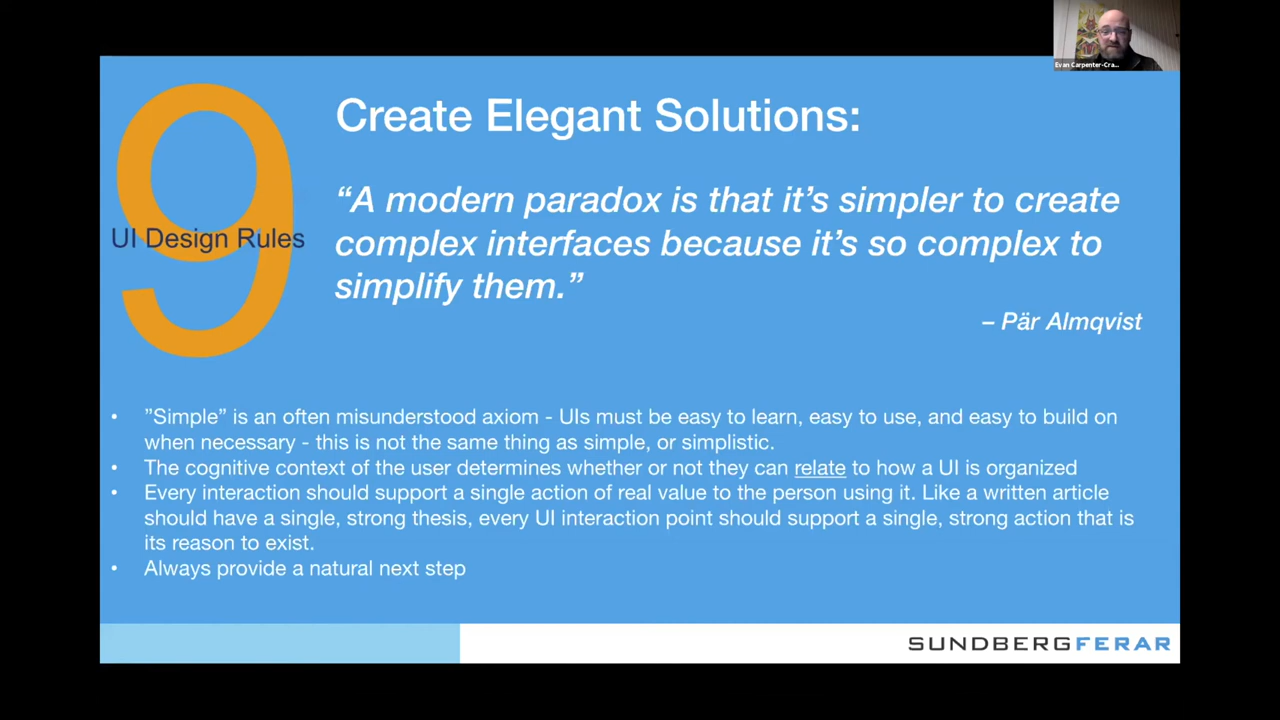 Evan Carpenter-Cra...
9
UI Design Rules
Create Elegant Solutions:
“A modern paradox is that it’s simpler to create
complex interfaces because it’s so complex to
simplify them.”
– Pär Almqvist
• ”Simple” is an often misunderstood axiom - UIs must be easy to learn, easy to use, and easy to build on
when necessary - this is not the same thing as simple, or simplistic.
• The cognitive context of the user determines whether or not they can relate to how a UI is organized
• Every interaction should support a single action of real value to the person using it. Like a written article
should have a single, strong thesis, every UI interaction point should support a single, strong action that is
its reason to exist.
• Always provide a natural next step
SUNDBERGFERAR